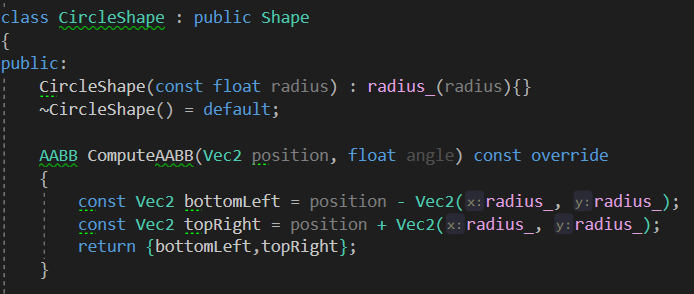 class CircleShape : public Shape
{
public:
    CircleShape(const float radius) : radius_(radius){}
    ~CircleShape() = default;

    AABB ComputeAABB(Vec2 position, float angle) const override
    {
        const Vec2 bottomLeft = position - Vec2(x:radius_, y:radius_);
        const Vec2 topRight = position + Vec2(x:radius_, y:radius_);
        return {bottomLeft,topRight};
    }